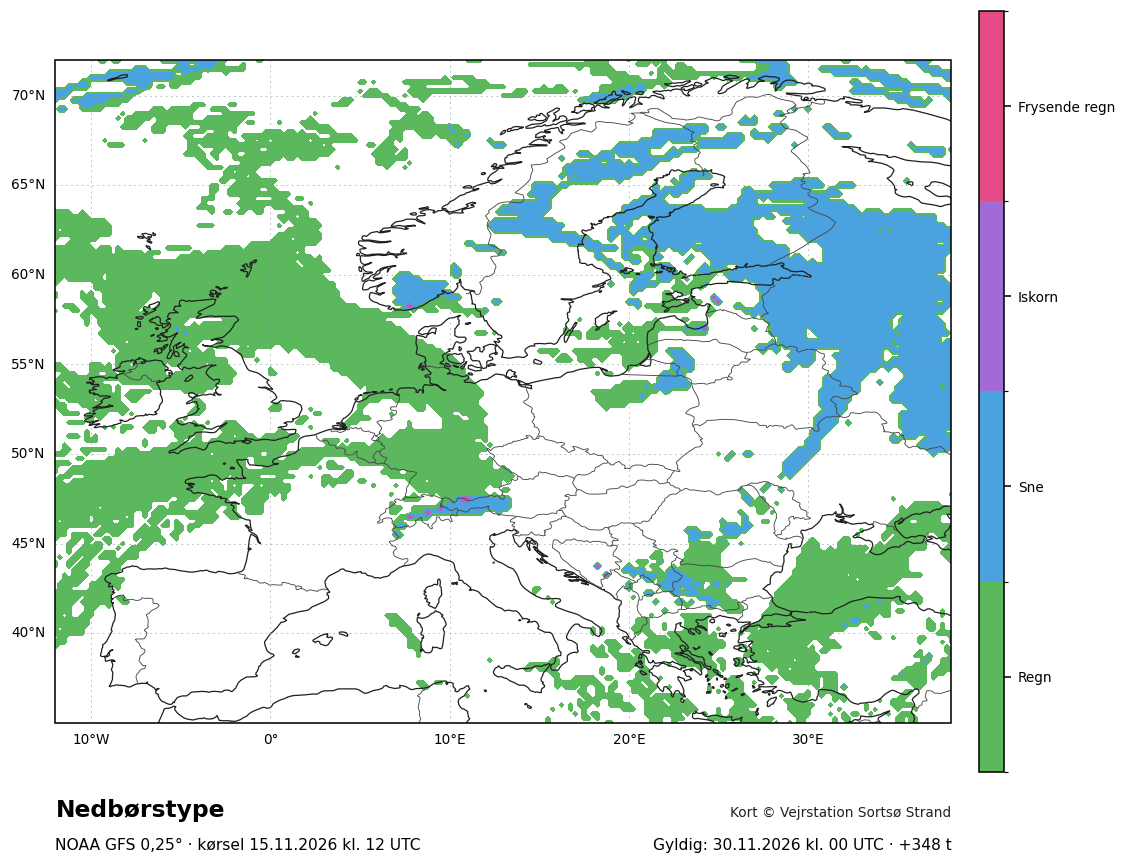 Frysende regn
Iskorn
Sne
Regn
70°N
65°N
60°N
55°N
50°N
45°N
40°N
10°W
0°
10°E
20°E
30°E
Nedbørstype
Kort © Vejrstation Sortsø Strand
NOAA GFS 0,25° · kørsel 15.11.2026 kl. 12 UTC
Gyldig: 30.11.2026 kl. 00 UTC · +348 t